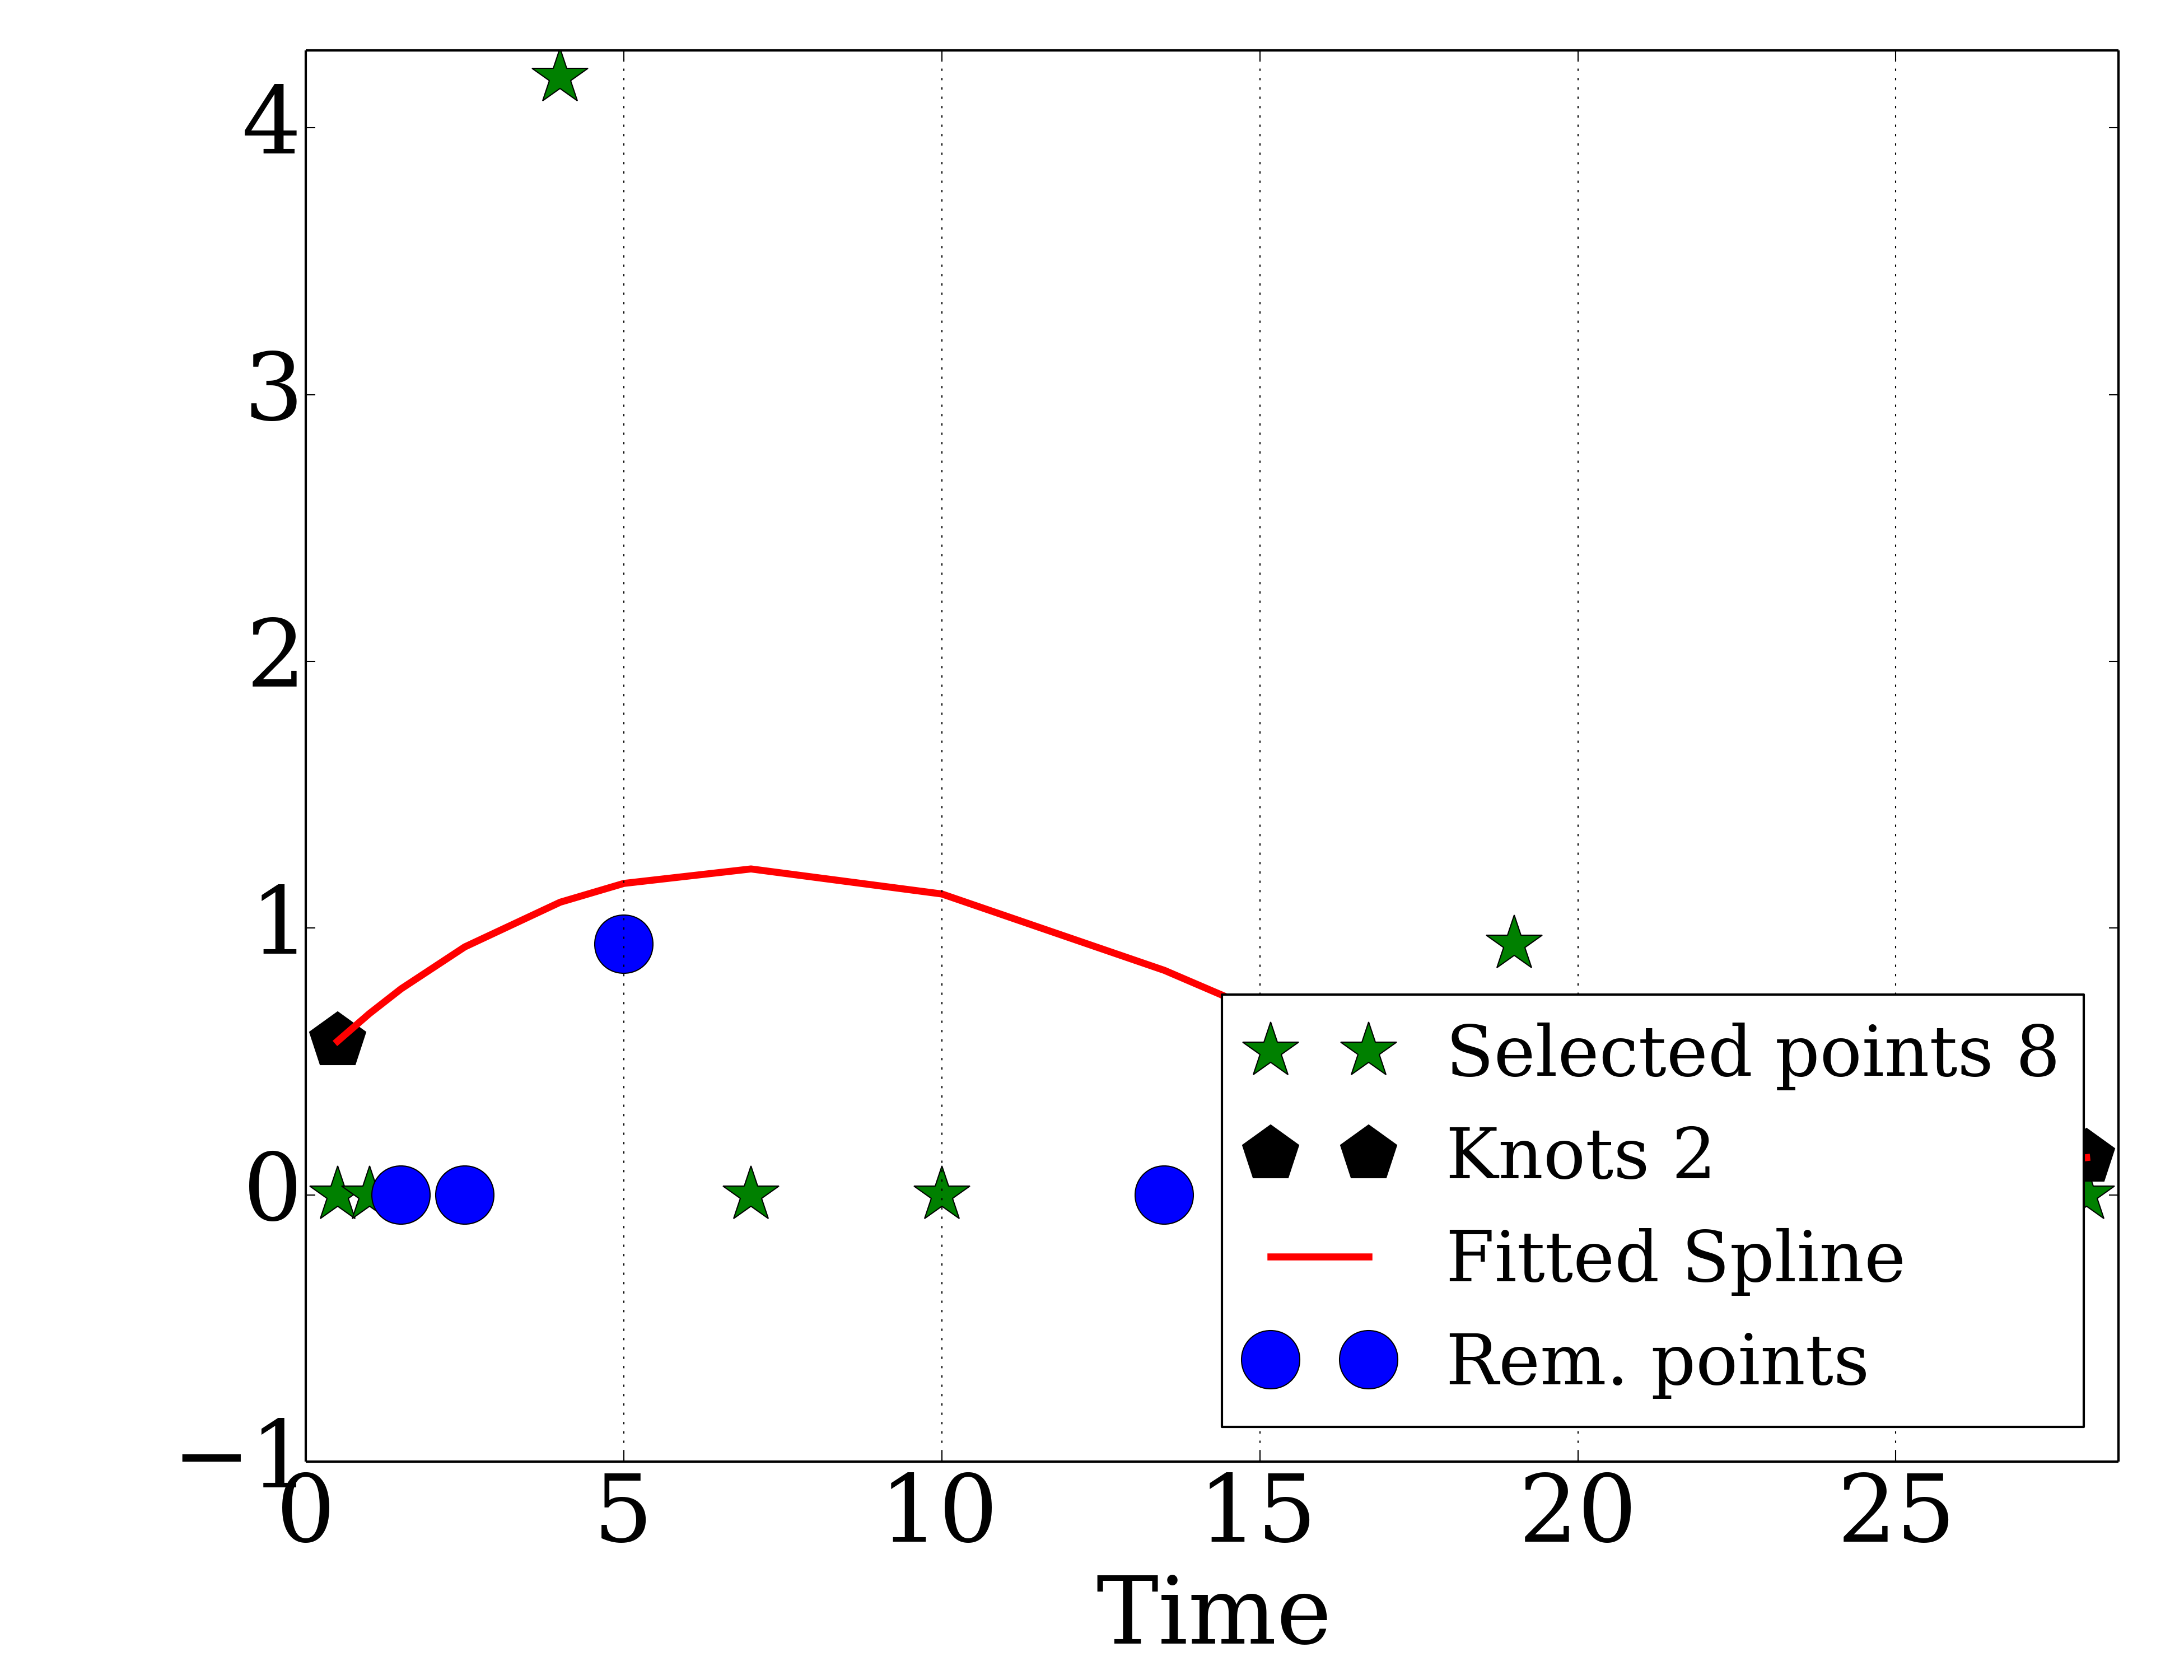 4
3
2
1
0
−1
0 5 10 15 20 25
Time
Selected points 8
Knots 2
Fitted Spline
Rem. points